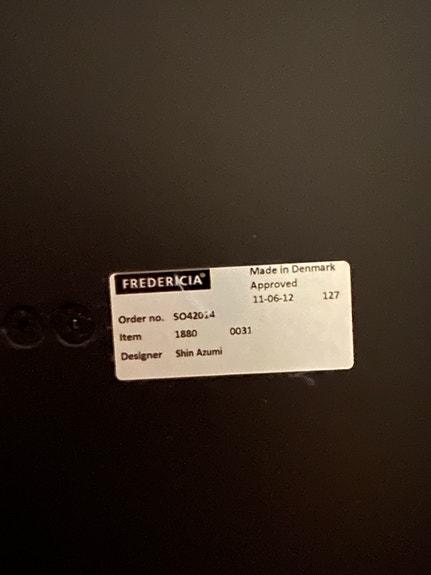 FREDERICIA®
Made in Denmark
Approved
11-06-12 127
Order no. SO42014
Item 1880 0031
Designer Shin Azumi